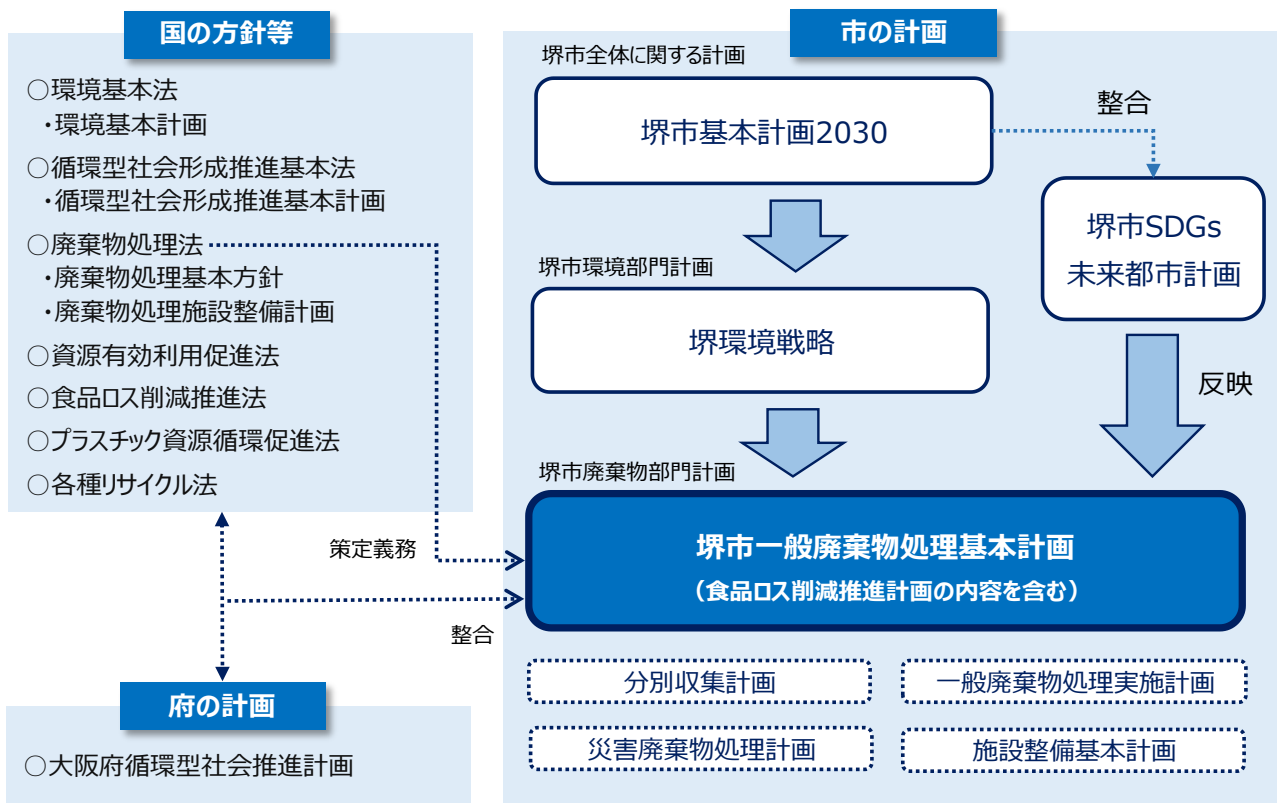 国の方針等
○環境基本法
・環境基本計画
○循環型社会形成推進基本法
・循環型社会形成推進基本計画
○廃棄物処理法
・廃棄物処理基本方針
・廃棄物処理施設整備計画
○資源有効利用促進法
○食品ロス削減推進法
○プラスチック資源循環促進法
○各種リサイクル法
策定義務
整合
府の計画
○大阪府循環型社会推進計画
市の計画
堺市全体に関する計画
堺市基本計画2030
整合
堺市SDGs
未来都市計画
堺市環境部門計画
堺環境戦略
反映
堺市廃棄物部門計画
堺市一般廃棄物処理基本計画
（食品ロス削減推進計画の内容を含む）
分別収集計画
一般廃棄物処理実施計画
災害廃棄物処理計画
施設整備基本計画